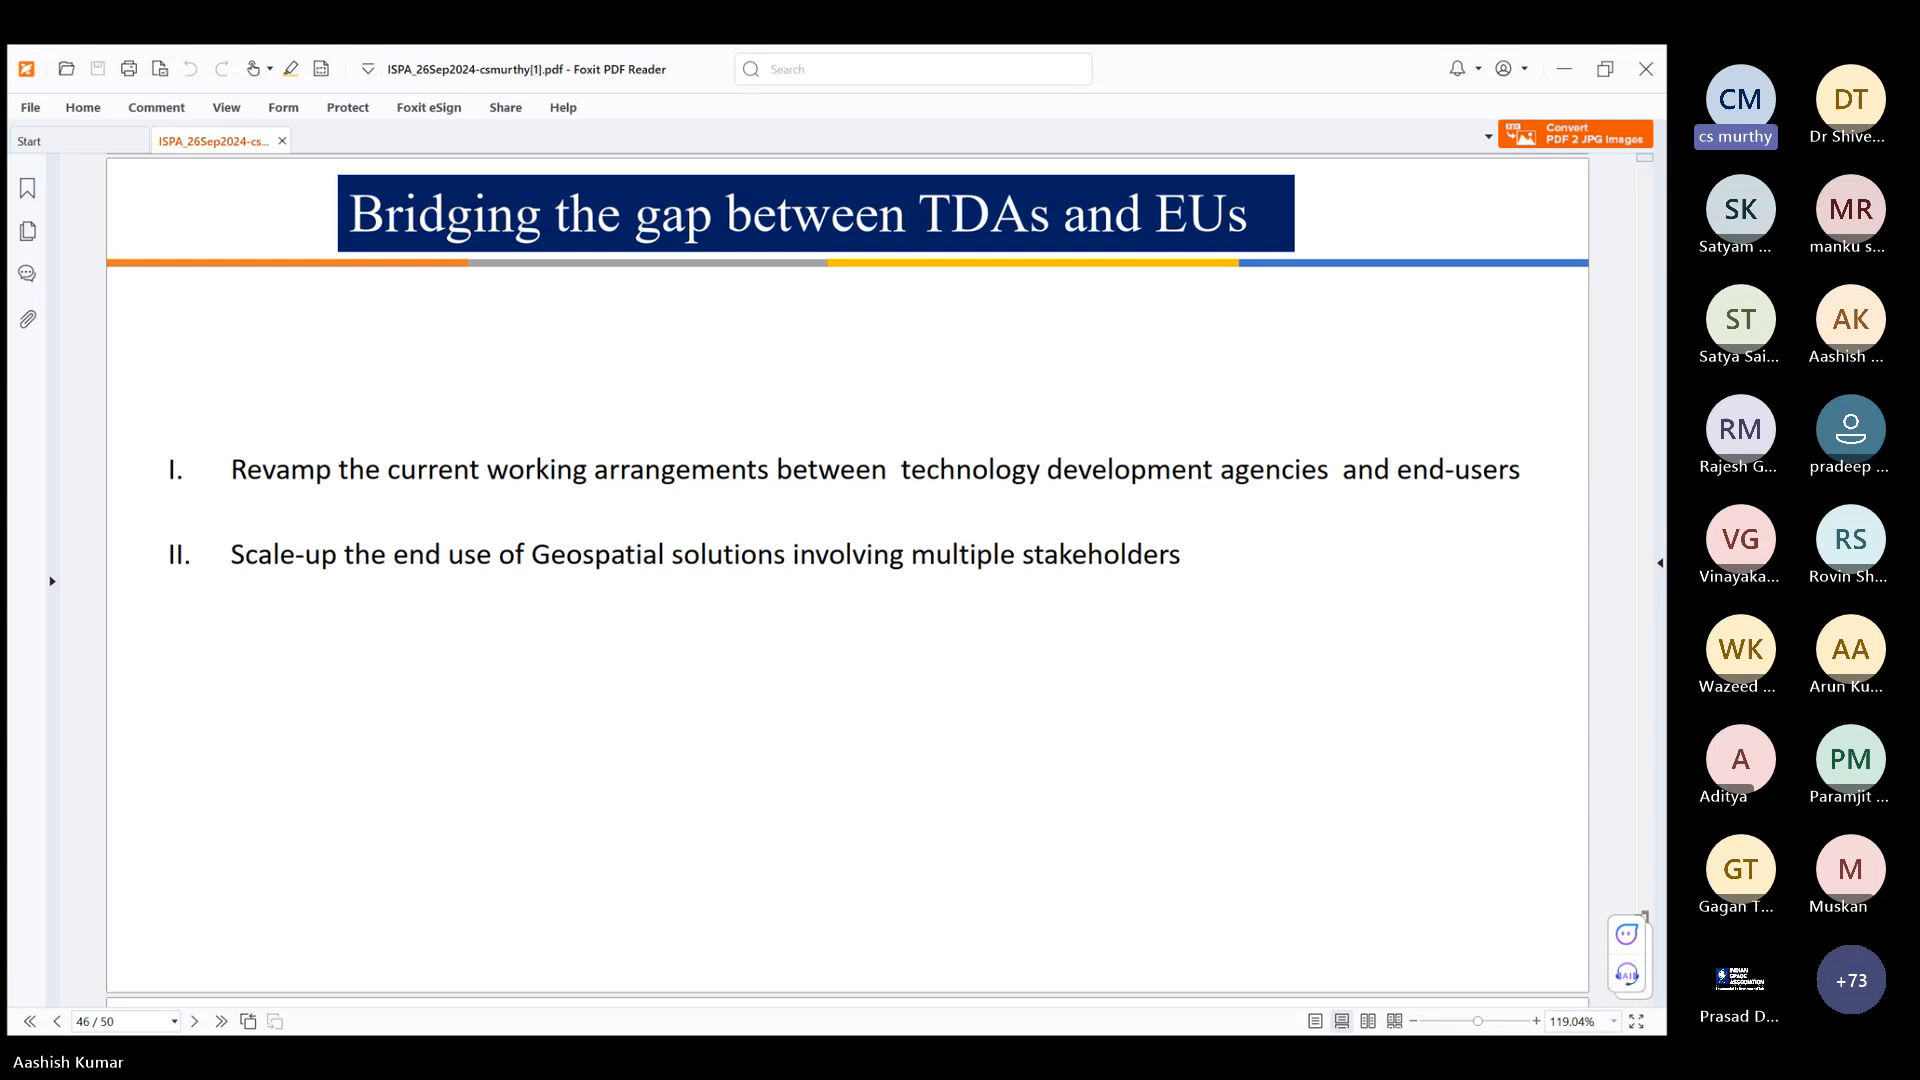 ISPA_26Sep2024-csmurthy[1].pdf - Foxit PDF Reader
Search
File Home Comment View Form Protect Foxit eSign Share Help
Start
ISPA_26Sep2024-cs...
Convert
PDF 2 JPG Images
Bridging the gap between TDAs and EUs
I. Revamp the current working arrangements between technology development agencies and end-users
II. Scale-up the end use of Geospatial solutions involving multiple stakeholders
46 / 50
119.04%
CM DT
cs murthy Dr Shive...
SK MR
Satyam ... manku s...
ST AK
Satya Sai... Aashish ...
RM
Rajesh G... pradeep ...
VG RS
Vinayaka... Rovin Sh...
WK AA
Wazeed ... Arun Ku...
A PM
Aditya Paramjit ...
GT M
Gagan T... Muskan
INDIAN
SPACE
ASSOCIATION
+73
Prasad D...
Aashish Kumar